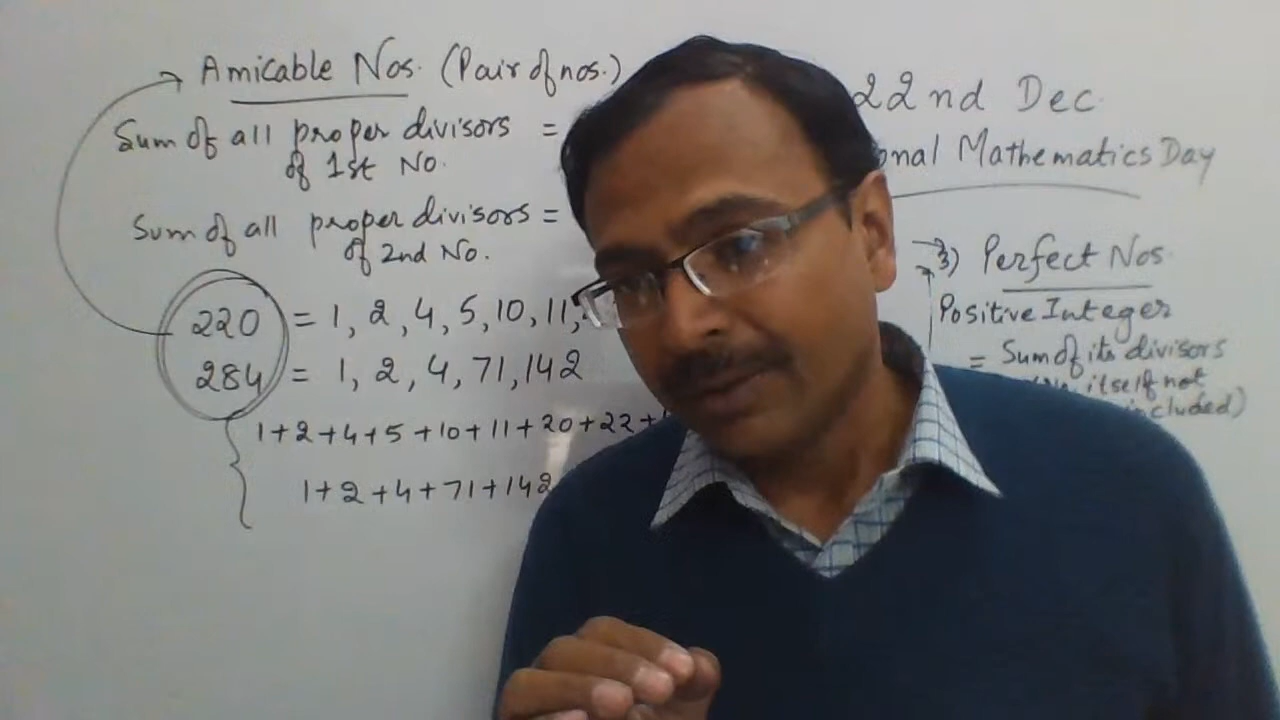 Amicable Nos. (Pair of nos.)
Sum of all proper divisors =
of 1st No.
Sum of all proper divisors =
of 2nd No.
220 = 1, 2, 4, 5, 10, 11,
284 = 1, 2, 4, 71, 142
1+2+4+5+10+11+20+22+
1+2+4+71+142
22nd Dec.
onal Mathematics Day
3) Perfect Nos.
Positive Integer
= Sum of its divisors
itself not
included)